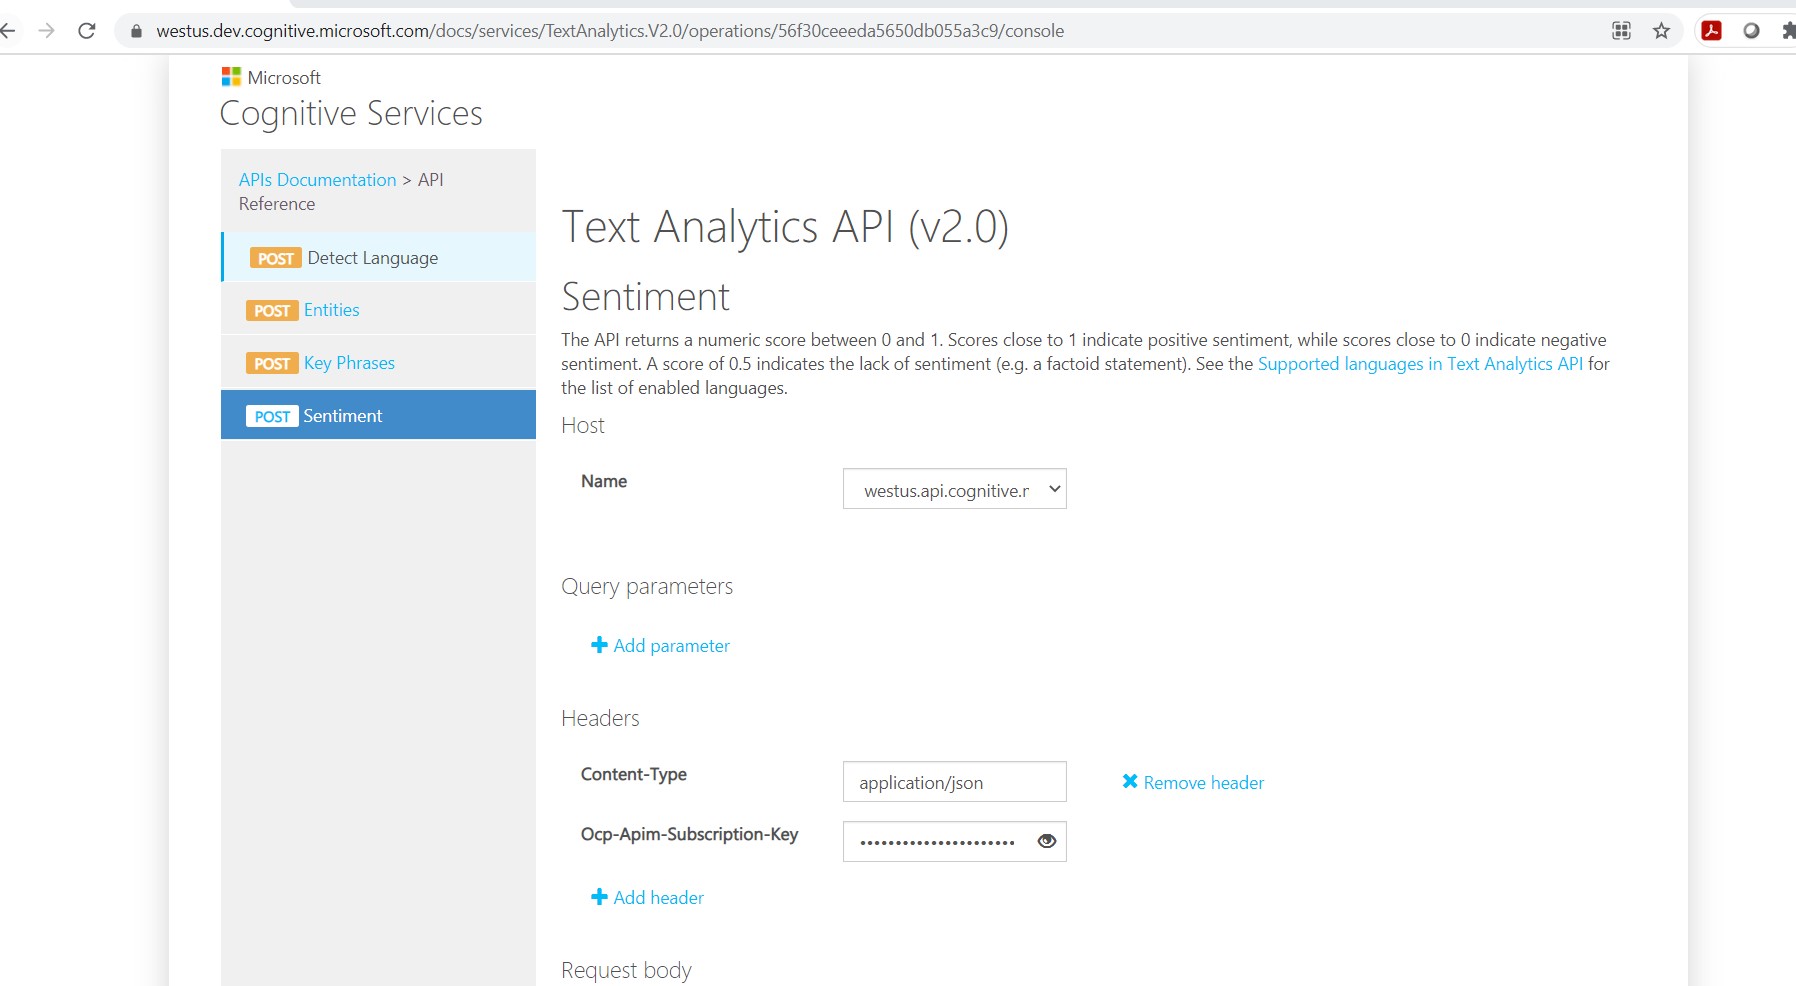 westus.dev.cognitive.microsoft.com/docs/services/TextAnalytics.V2.0/operations/56f30ceeeda5650db055a3c9/console
Microsoft
Cognitive Services
APIs Documentation > API
Reference
POST Detect Language
POST Entities
POST Key Phrases
POST Sentiment
Text Analytics API (v2.0)
Sentiment
The API returns a numeric score between 0 and 1. Scores close to 1 indicate positive sentiment, while scores close to 0 indicate negative
sentiment. A score of 0.5 indicates the lack of sentiment (e.g. a factoid statement). See the Supported languages in Text Analytics API for
the list of enabled languages.
Host
Name
westus.api.cognitive.r
Query parameters
Add parameter
Headers
Content-Type
application/json
Remove header
Ocp-Apim-Subscription-Key
Add header
Request body